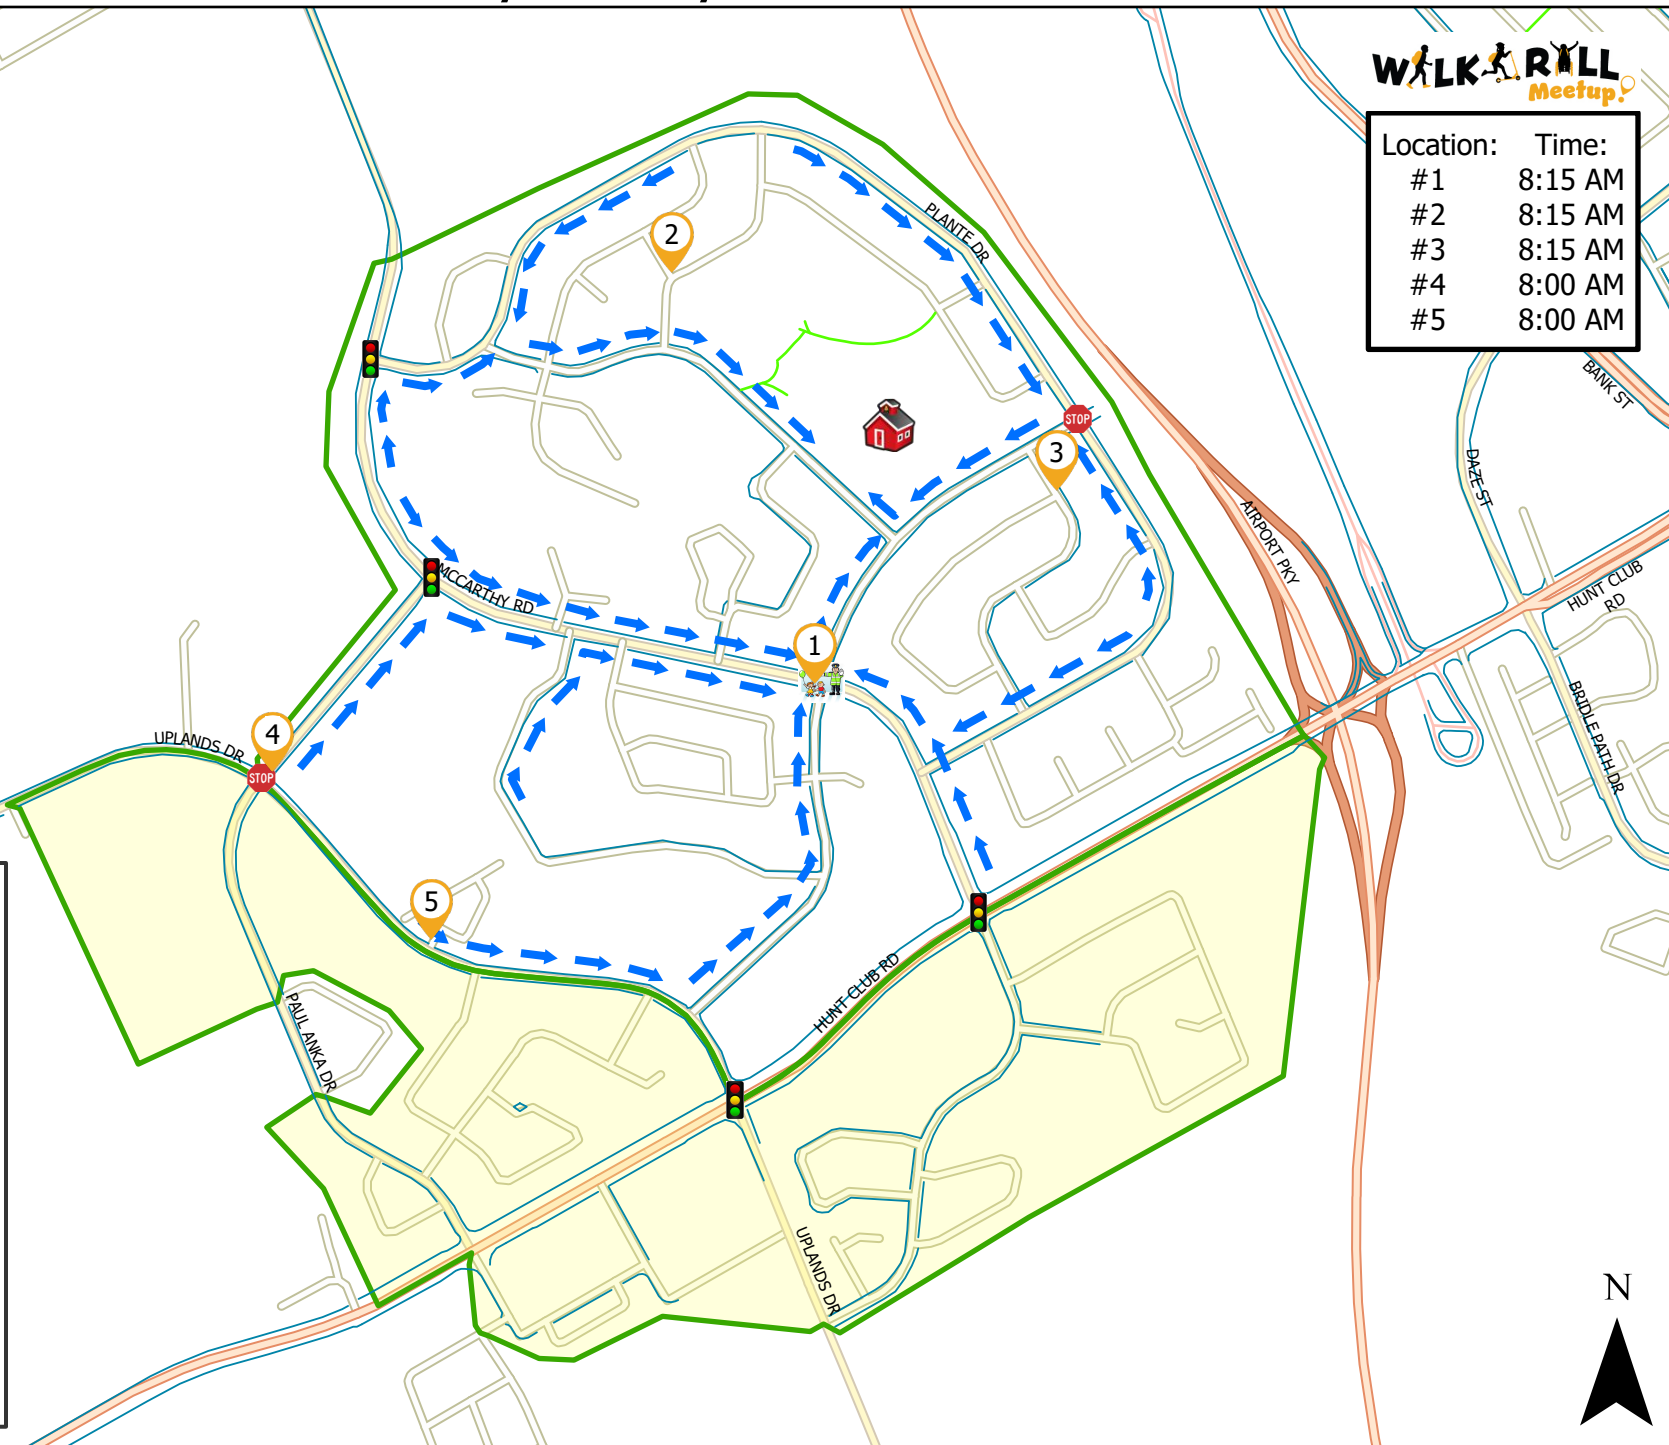 WALK & ROLL
Meetup!
Location: Time:
#1 8:15 AM
#2 8:15 AM
#3 8:15 AM
#4 8:00 AM
#5 8:00 AM
PLANTE DR
2
STOP
3
BANK ST
DAZE ST
AIRPORT PKY
HUNT CLUB
RD
MCCARTHY RD
1
BRIDLE PATH DR
UPLANDS DR
4
STOP
5
HUNT CLUB RD
PAUL ANKA DR
UPLANDS DR
N